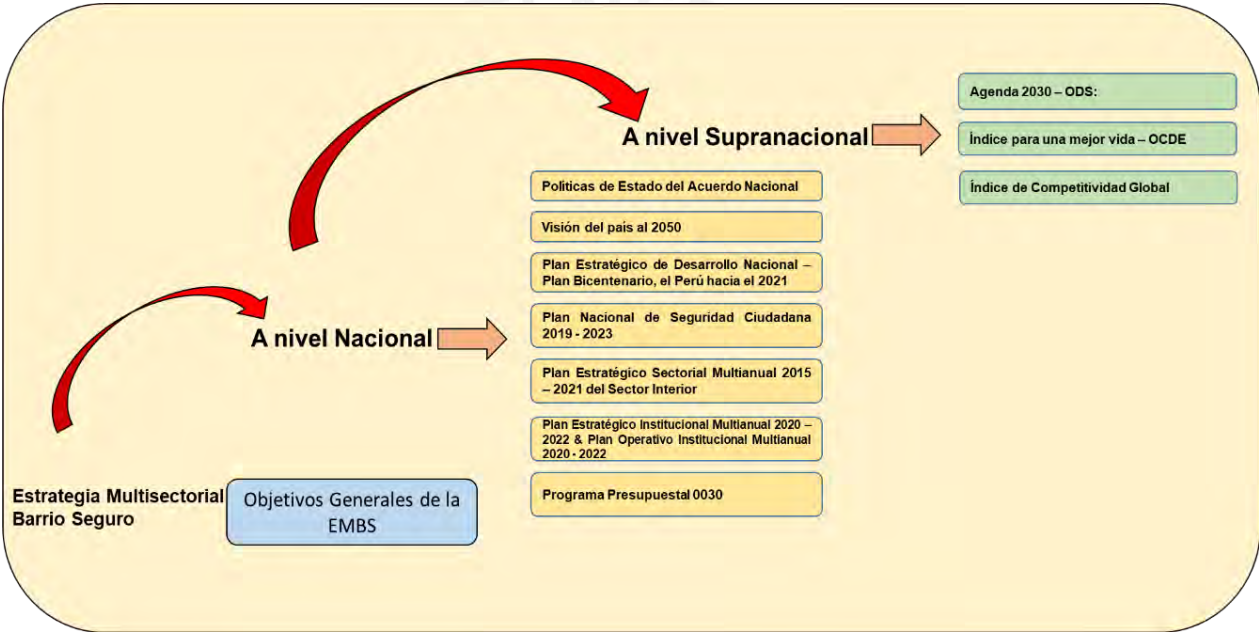 A nivel Supranacional
Agenda 2030 – ODS:
Índice para una mejor vida – OCDE
Índice de Competitividad Global
A nivel Nacional
Políticas de Estado del Acuerdo Nacional
Visión del país al 2050
Plan Estratégico de Desarrollo Nacional –
Plan Bicentenario, el Perú hacia el 2021
Plan Nacional de Seguridad Ciudadana
2019 - 2023
Plan Estratégico Sectorial Multianual 2015
– 2021 del Sector Interior
Plan Estratégico Institucional Multianual 2020 –
2022 & Plan Operativo Institucional Multianual
2020 - 2022
Programa Presupuestal 0030
Estrategia Multisectorial
Barrio Seguro
Objetivos Generales de la
EMBS